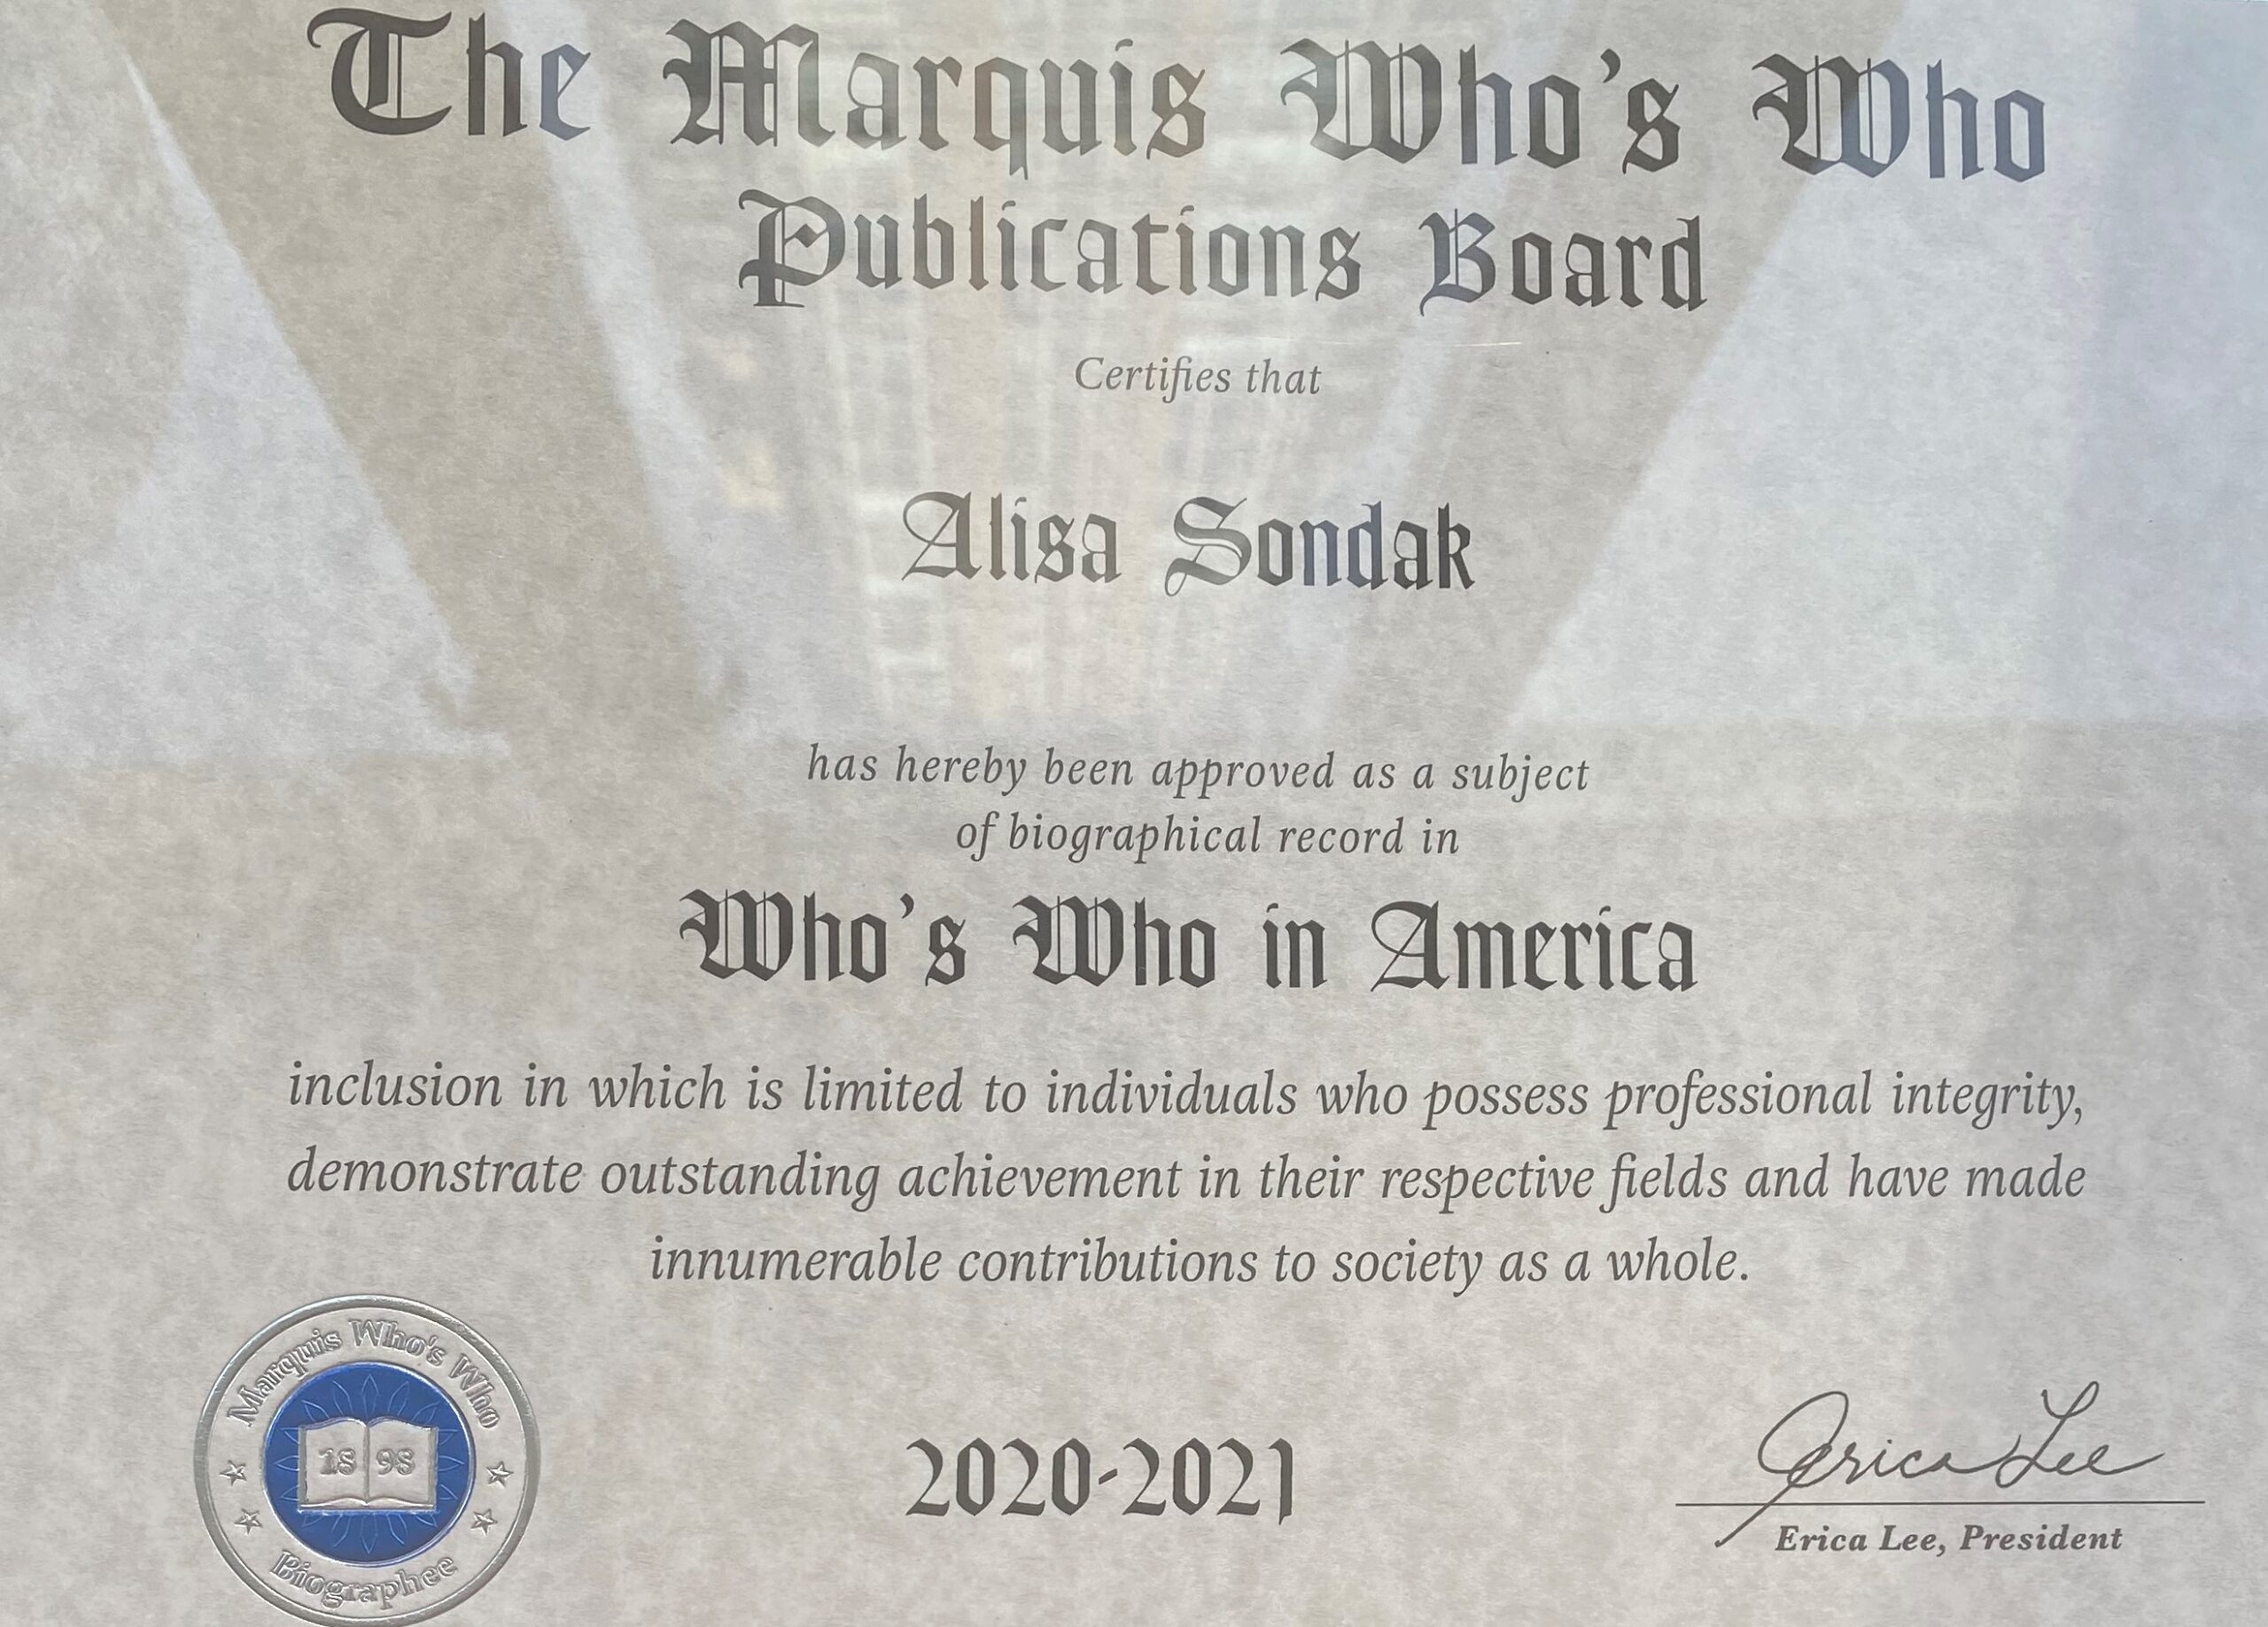 The Marquis Who's Who
Publications Board
Certifies that
Alisa Sondak
has hereby been approved as a subject
of biographical record in
Who's Who in America
inclusion in which is limited to individuals who possess professional integrity,
demonstrate outstanding achievement in their respective fields and have made
innumerable contributions to society as a whole.
Marquis Who's Who
1898
Biographee
2020-2021
Erica Lee
Erica Lee, President